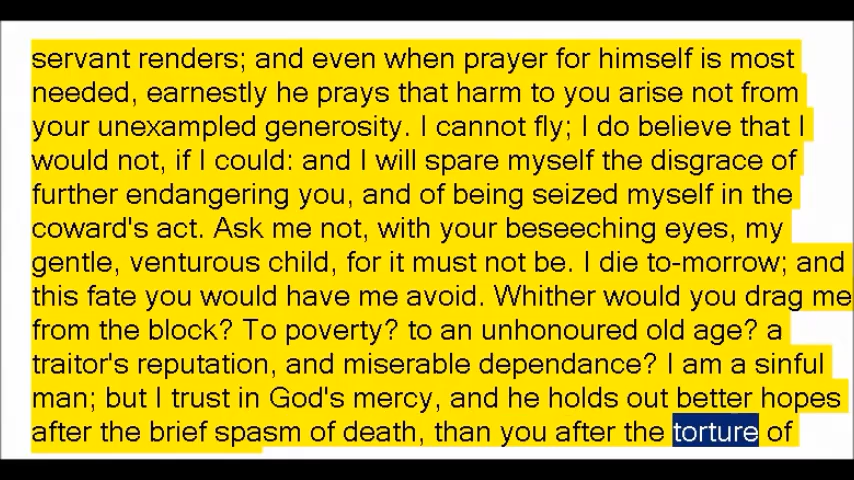 servant renders; and even when prayer for himself is most
needed, earnestly he prays that harm to you arise not from
your unexampled generosity. I cannot fly; I do believe that I
would not, if I could: and I will spare myself the disgrace of
further endangering you, and of being seized myself in the
coward's act. Ask me not, with your beseeching eyes, my
gentle, venturous child, for it must not be. I die to-morrow; and
this fate you would have me avoid. Whither would you drag me
from the block? To poverty? to an unhonoured old age? a
traitor's reputation, and miserable dependance? I am a sinful
man; but I trust in God's mercy, and he holds out better hopes
after the brief spasm of death, than you after the torture of